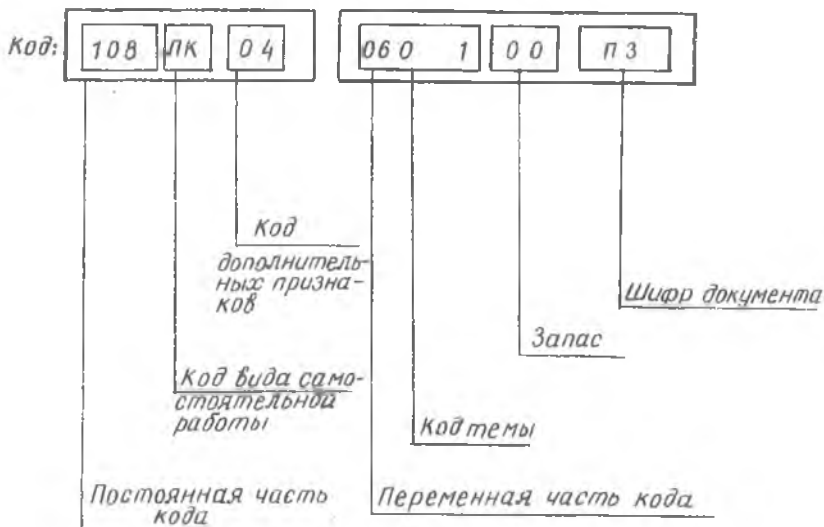 Код: 108 ЛК 04 060 1 00 ПЗ
Код
дополнитель-
ных призна-
ков
Шифр документа
Запас
Код вида само-
стоятельной
работы
Код темы
Постоянная часть
кода
Переменная часть кода